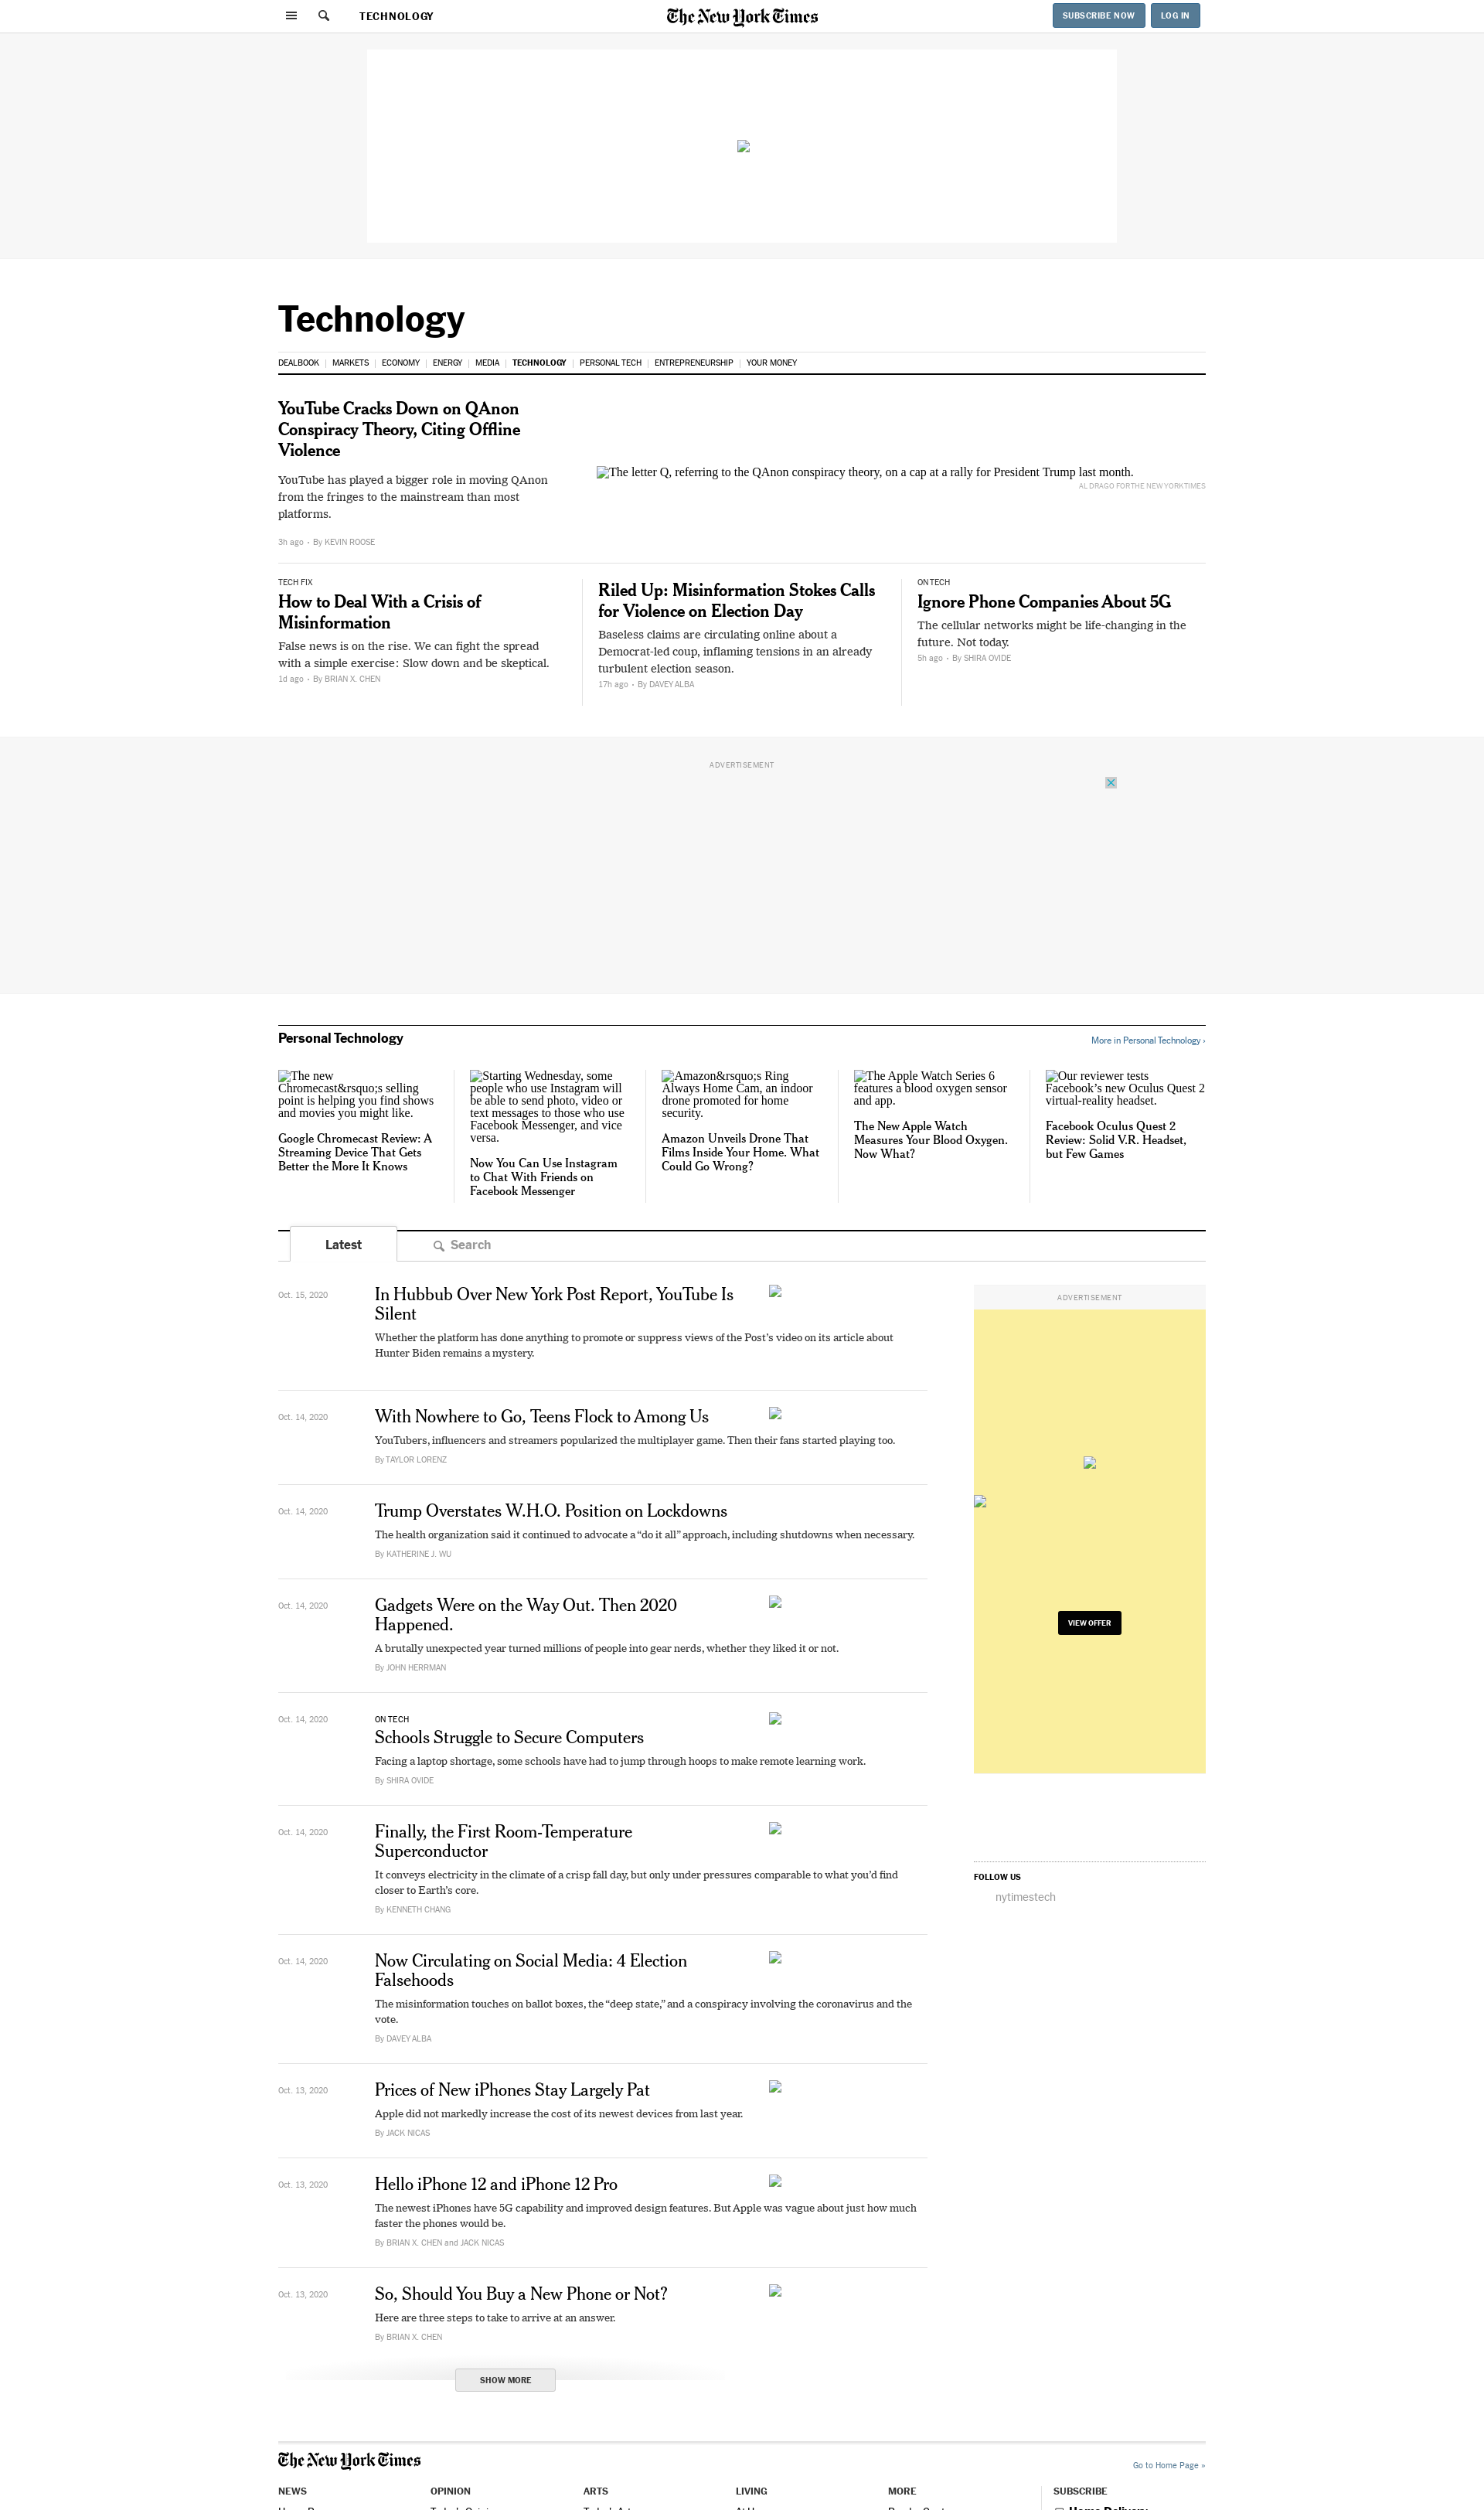 TECHNOLOGY
The New York Times
SUBSCRIBE NOW
LOG IN
Technology
DEALBOOK | MARKETS | ECONOMY | ENERGY | MEDIA | TECHNOLOGY | PERSONAL TECH | ENTREPRENEURSHIP | YOUR MONEY
YouTube Cracks Down on QAnon
Conspiracy Theory, Citing Offline
Violence
YouTube has played a bigger role in moving QAnon
from the fringes to the mainstream than most
platforms.
3h ago • By KEVIN ROOSE
The letter Q, referring to the QAnon conspiracy theory, on a cap at a rally for President Trump last month.
AL DRAGO FOR THE NEW YORK TIMES
TECH FIX
How to Deal With a Crisis of
Misinformation
False news is on the rise. We can fight the spread
with a simple exercise: Slow down and be skeptical.
1d ago • By BRIAN X. CHEN
Riled Up: Misinformation Stokes Calls
for Violence on Election Day
Baseless claims are circulating online about a
Democrat-led coup, inflaming tensions in an already
turbulent election season.
17h ago • By DAVEY ALBA
ON TECH
Ignore Phone Companies About 5G
The cellular networks might be life-changing in the
future. Not today.
5h ago • By SHIRA OVIDE
ADVERTISEMENT
Personal Technology
More in Personal Technology ›
The new
Chromecast&rsquo;s selling
point is helping you find shows
and movies you might like.
Google Chromecast Review: A
Streaming Device That Gets
Better the More It Knows
Starting Wednesday, some
people who use Instagram will
be able to send photo, video or
text messages to those who use
Facebook Messenger, and vice
versa.
Now You Can Use Instagram
to Chat With Friends on
Facebook Messenger
Amazon&rsquo;s Ring
Always Home Cam, an indoor
drone promoted for home
security.
Amazon Unveils Drone That
Films Inside Your Home. What
Could Go Wrong?
The Apple Watch Series 6
features a blood oxygen sensor
and app.
The New Apple Watch
Measures Your Blood Oxygen.
Now What?
Our reviewer tests
Facebook's new Oculus Quest 2
virtual-reality headset.
Facebook Oculus Quest 2
Review: Solid V.R. Headset,
but Few Games
Latest
Search
Oct. 15, 2020
In Hubbub Over New York Post Report, YouTube Is
Silent
Whether the platform has done anything to promote or suppress views of the Post's video on its article about
Hunter Biden remains a mystery.
Oct. 14, 2020
With Nowhere to Go, Teens Flock to Among Us
YouTubers, influencers and streamers popularized the multiplayer game. Then their fans started playing too.
By TAYLOR LORENZ
Oct. 14, 2020
Trump Overstates W.H.O. Position on Lockdowns
The health organization said it continued to advocate a “do it all” approach, including shutdowns when necessary.
By KATHERINE J. WU
Oct. 14, 2020
Gadgets Were on the Way Out. Then 2020
Happened.
A brutally unexpected year turned millions of people into gear nerds, whether they liked it or not.
By JOHN HERRMAN
Oct. 14, 2020
ON TECH
Schools Struggle to Secure Computers
Facing a laptop shortage, some schools have had to jump through hoops to make remote learning work.
By SHIRA OVIDE
Oct. 14, 2020
Finally, the First Room-Temperature
Superconductor
It conveys electricity in the climate of a crisp fall day, but only under pressures comparable to what you'd find
closer to Earth's core.
By KENNETH CHANG
Oct. 14, 2020
Now Circulating on Social Media: 4 Election
Falsehoods
The misinformation touches on ballot boxes, the “deep state,” and a conspiracy involving the coronavirus and the
vote.
By DAVEY ALBA
Oct. 13, 2020
Prices of New iPhones Stay Largely Pat
Apple did not markedly increase the cost of its newest devices from last year.
By JACK NICAS
Oct. 13, 2020
Hello iPhone 12 and iPhone 12 Pro
The newest iPhones have 5G capability and improved design features. But Apple was vague about just how much
faster the phones would be.
By BRIAN X. CHEN and JACK NICAS
Oct. 13, 2020
So, Should You Buy a New Phone or Not?
Here are three steps to take to arrive at an answer.
By BRIAN X. CHEN
SHOW MORE
ADVERTISEMENT
VIEW OFFER
FOLLOW US
nytimestech
The New York Times
Go to Home Page »
NEWS
OPINION
ARTS
LIVING
MORE
SUBSCRIBE